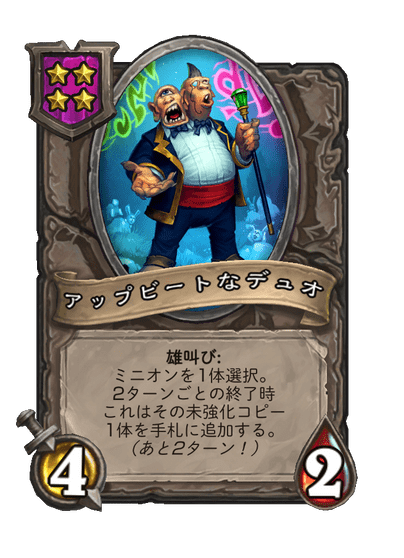 アップビートなデュオ
雄叫び:
ミニオンを1体選択。
2ターンごとの終了時
これはその未強化コピー
1体を手札に追加する。
(あと2ターン!)
4
2